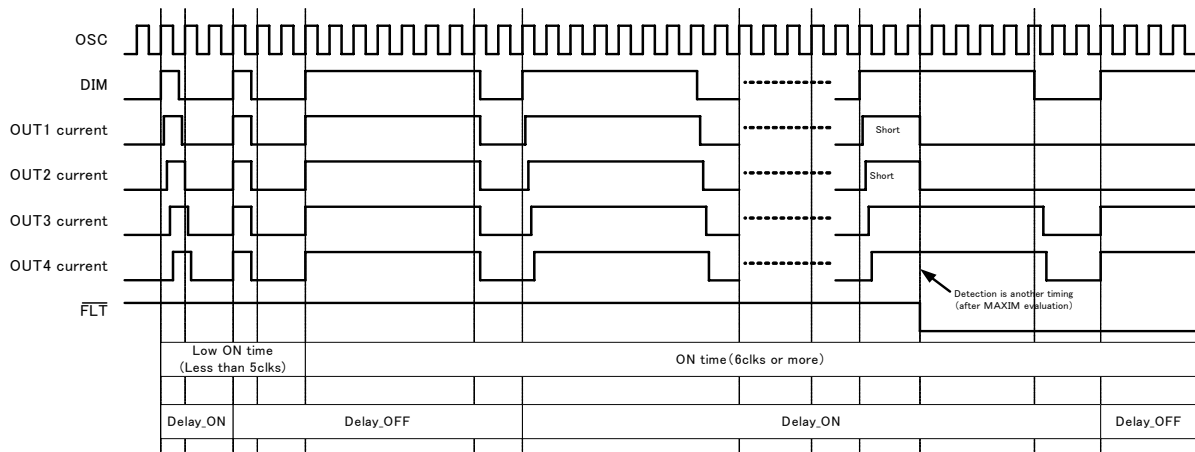 OSC
DIM
OUT1 current
Short
OUT2 current
Short
OUT3 current
OUT4 current
Detection is another timing
(after MAXIM evaluation)
FLT
Low ON time
(Less than 5clks)
ON time(6clks or more)
Delay_ON
Delay_OFF
Delay_ON
Delay_OFF